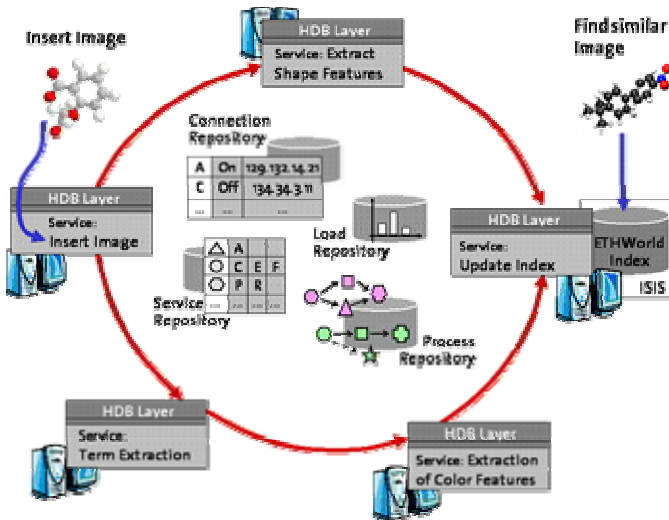 Insert Image
HDB Layer
Service: Extract
Shape Features
Find similar
Image
Connection
Repository
A On 129.132.14.21
C Off 134.34.3.11
... ... ...
HDB Layer
Service:
Insert Image
Load
Repository
HDB Layer
Service:
Update Index
ETHWorld
Index
ISIS
A
C E F
P R
... ... ... ...
Service
Repository
Process
Repository
HDB Layer
Service:
Term Extraction
HDB Layer
Service: Extraction
of Color Features